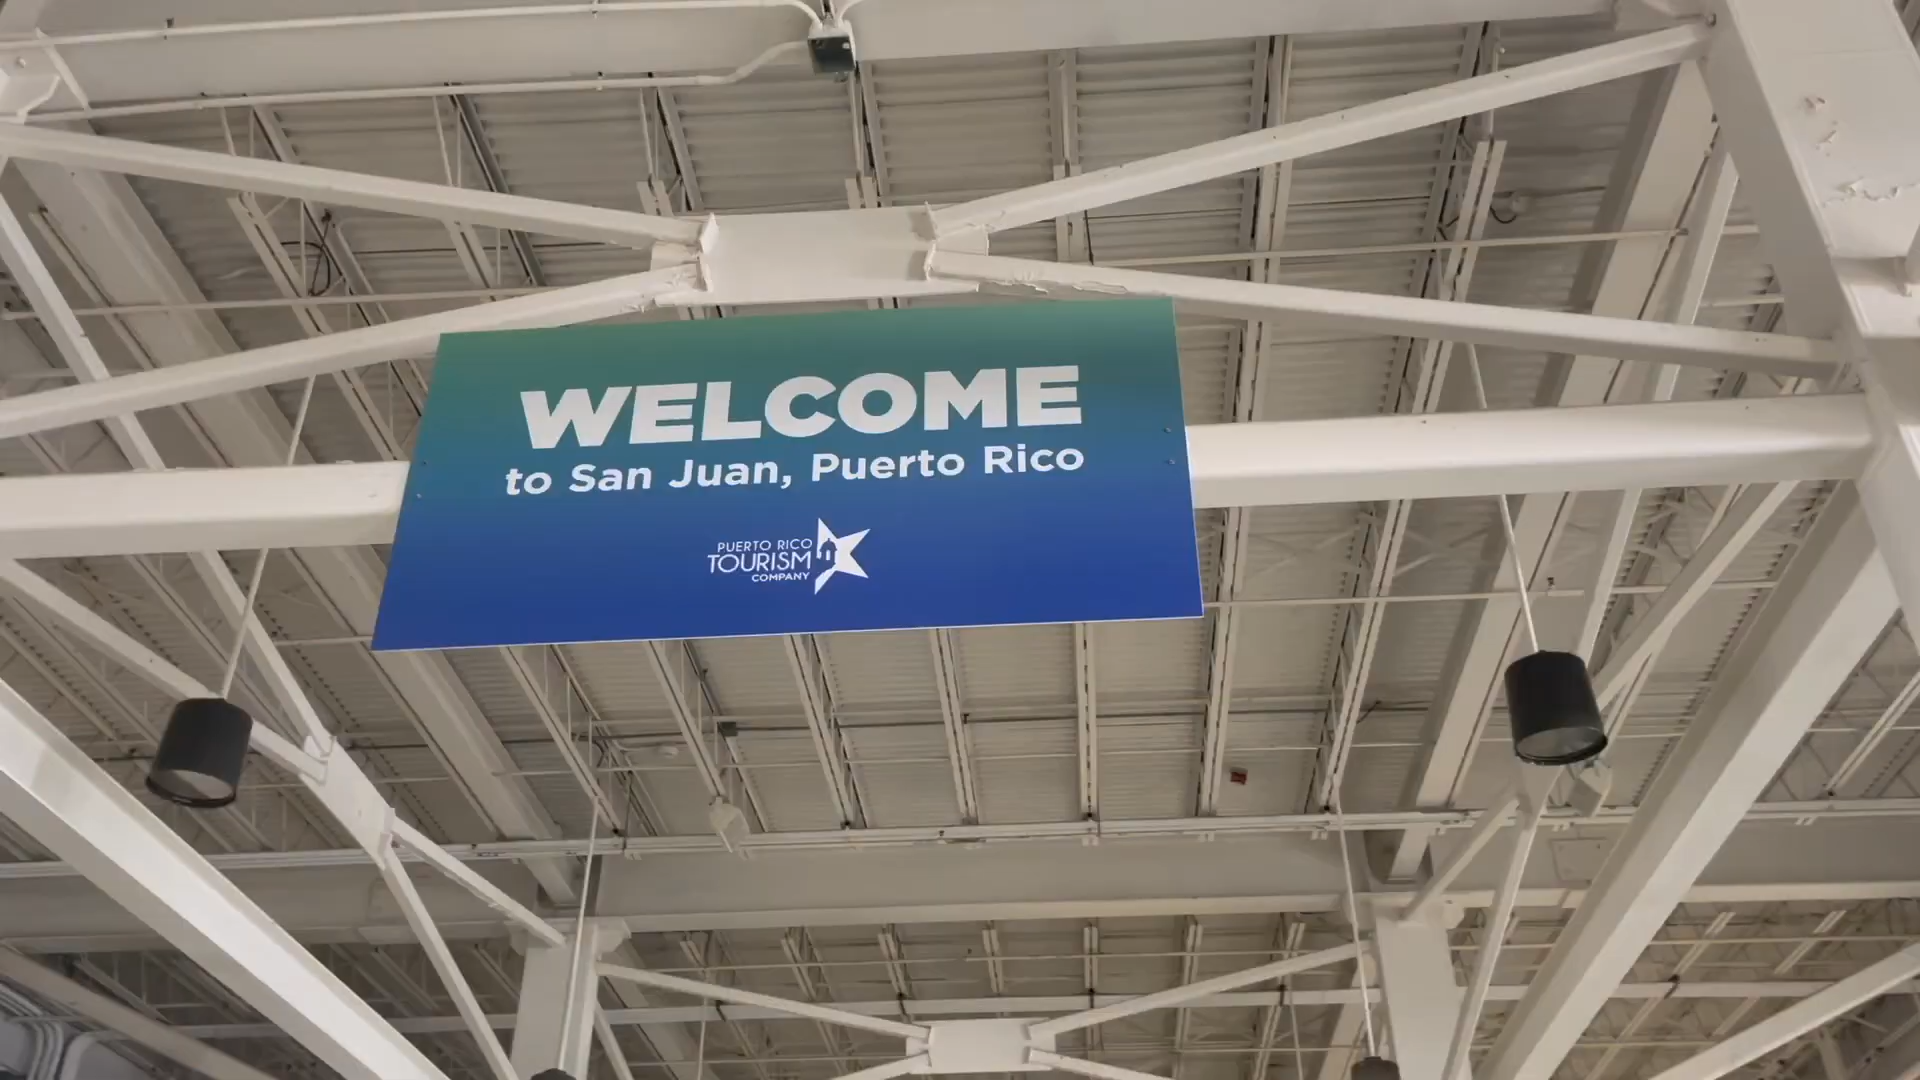 WELCOME
to San Juan, Puerto Rico
PUERTO RICO
TOURISM
COMPANY